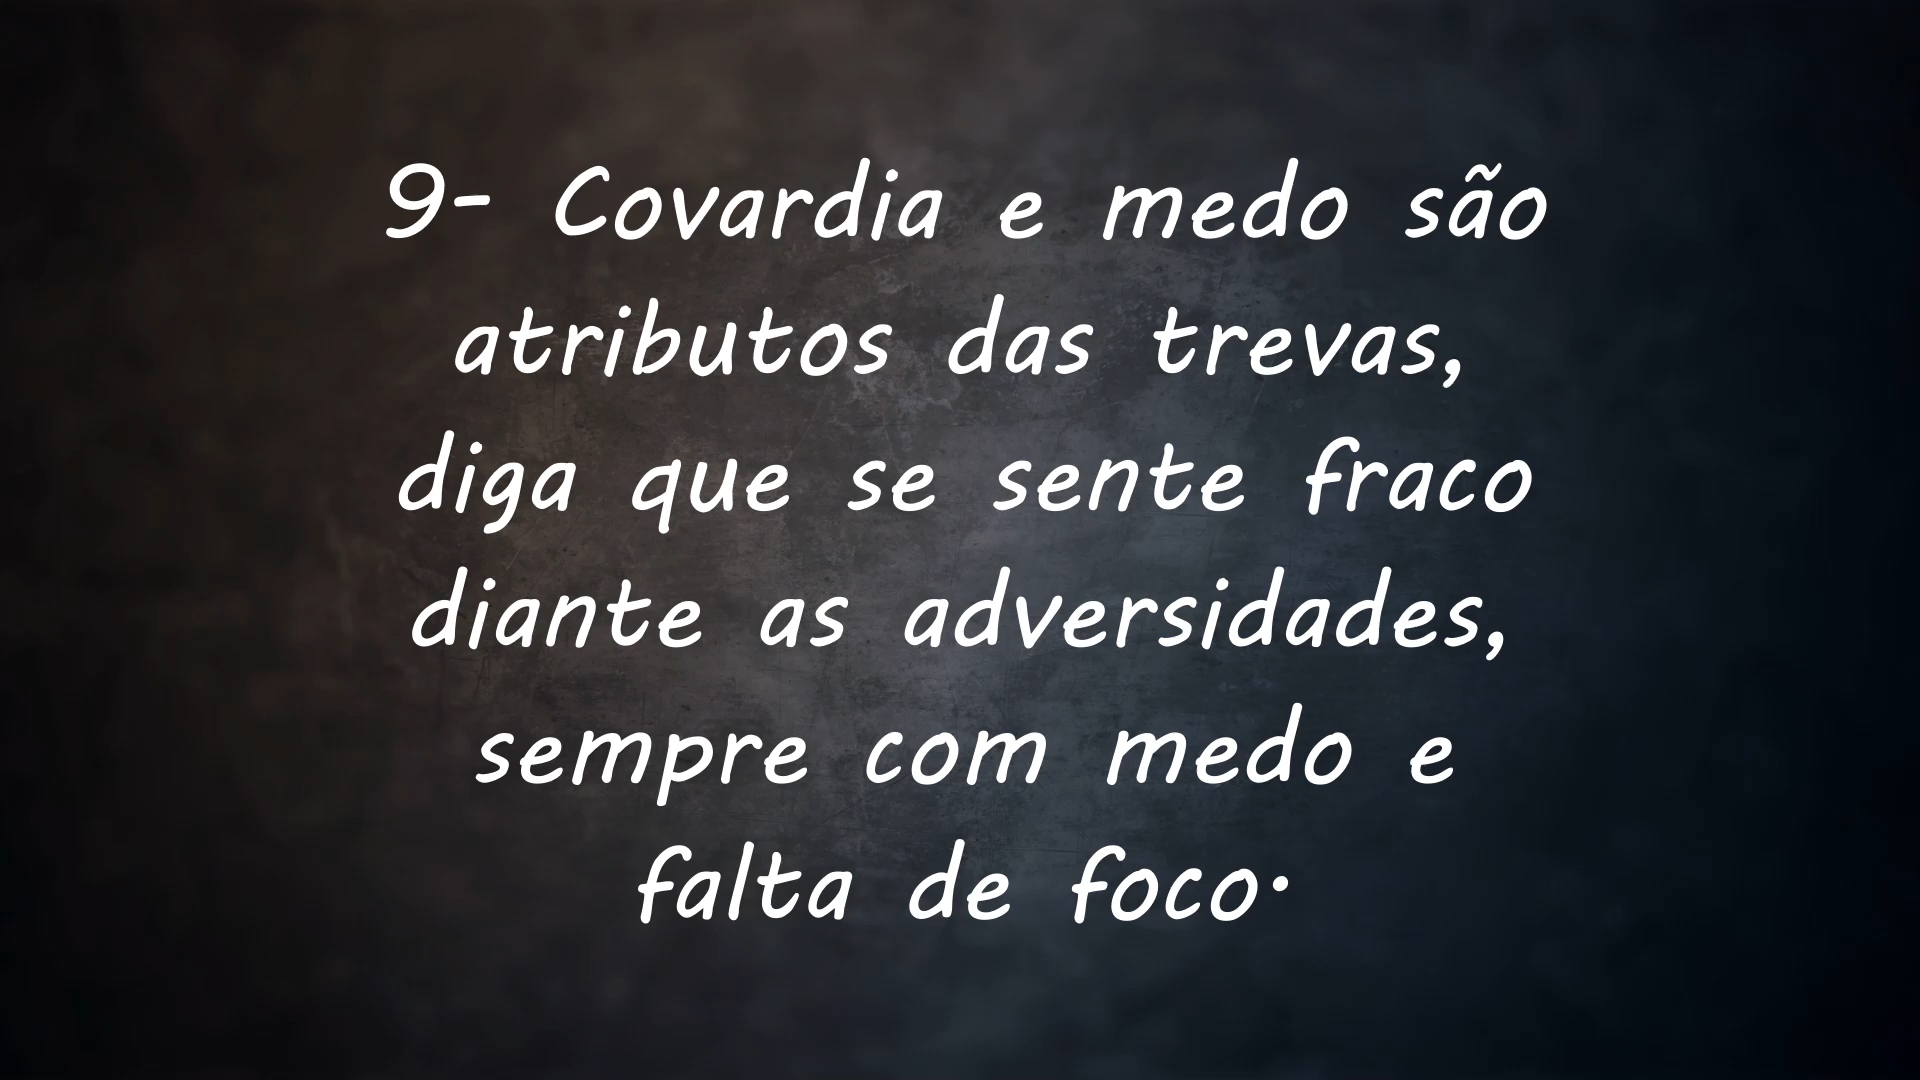 9- Covardia e medo são
atributos das trevas,
diga que se sente fraco
diante as adversidades,
sempre com medo e
falta de foco.